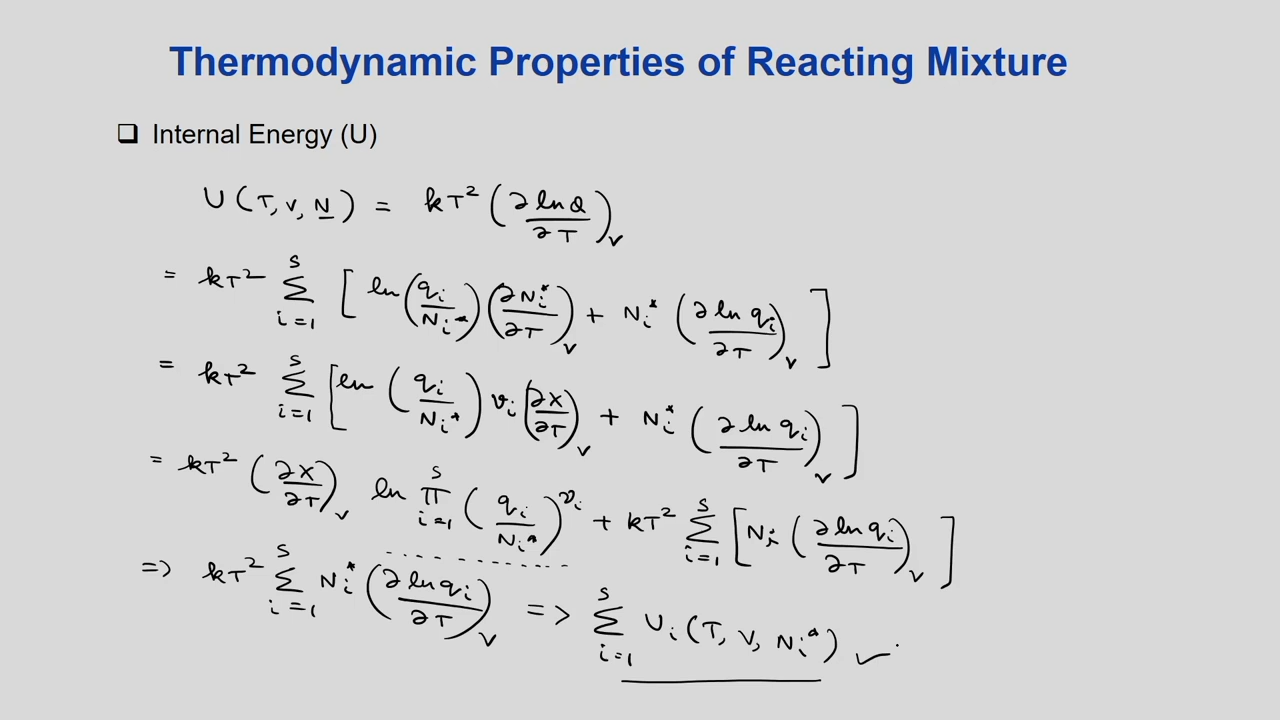 Thermodynamic Properties of Reacting Mixture
❑ Internal Energy (U)
U(T, V, N̲) = kT² (∂ ln Q / ∂T)_V
= kT² Σ_{i=1}^{s} [ ln(q_i / N_i*) (∂N_i* / ∂T)_V + N_i* (∂ ln q_i / ∂T)_V ]
= kT² Σ_{i=1}^{s} [ ln (q_i / N_i*) ν_i (∂X / ∂T)_V + N_i* (∂ ln q_i / ∂T)_V ]
= kT² (∂X / ∂T)_V ln Π_{i=1}^{s} (q_i / N_i*)^{ν_i} + kT² Σ_{i=1}^{s} [ N_i (∂ ln q_i / ∂T)_V ]
=> kT² Σ_{i=1}^{s} N_i* (∂ ln q_i / ∂T)_V => Σ_{i=1}^{s} U_i (T, V, N_i*) ✓